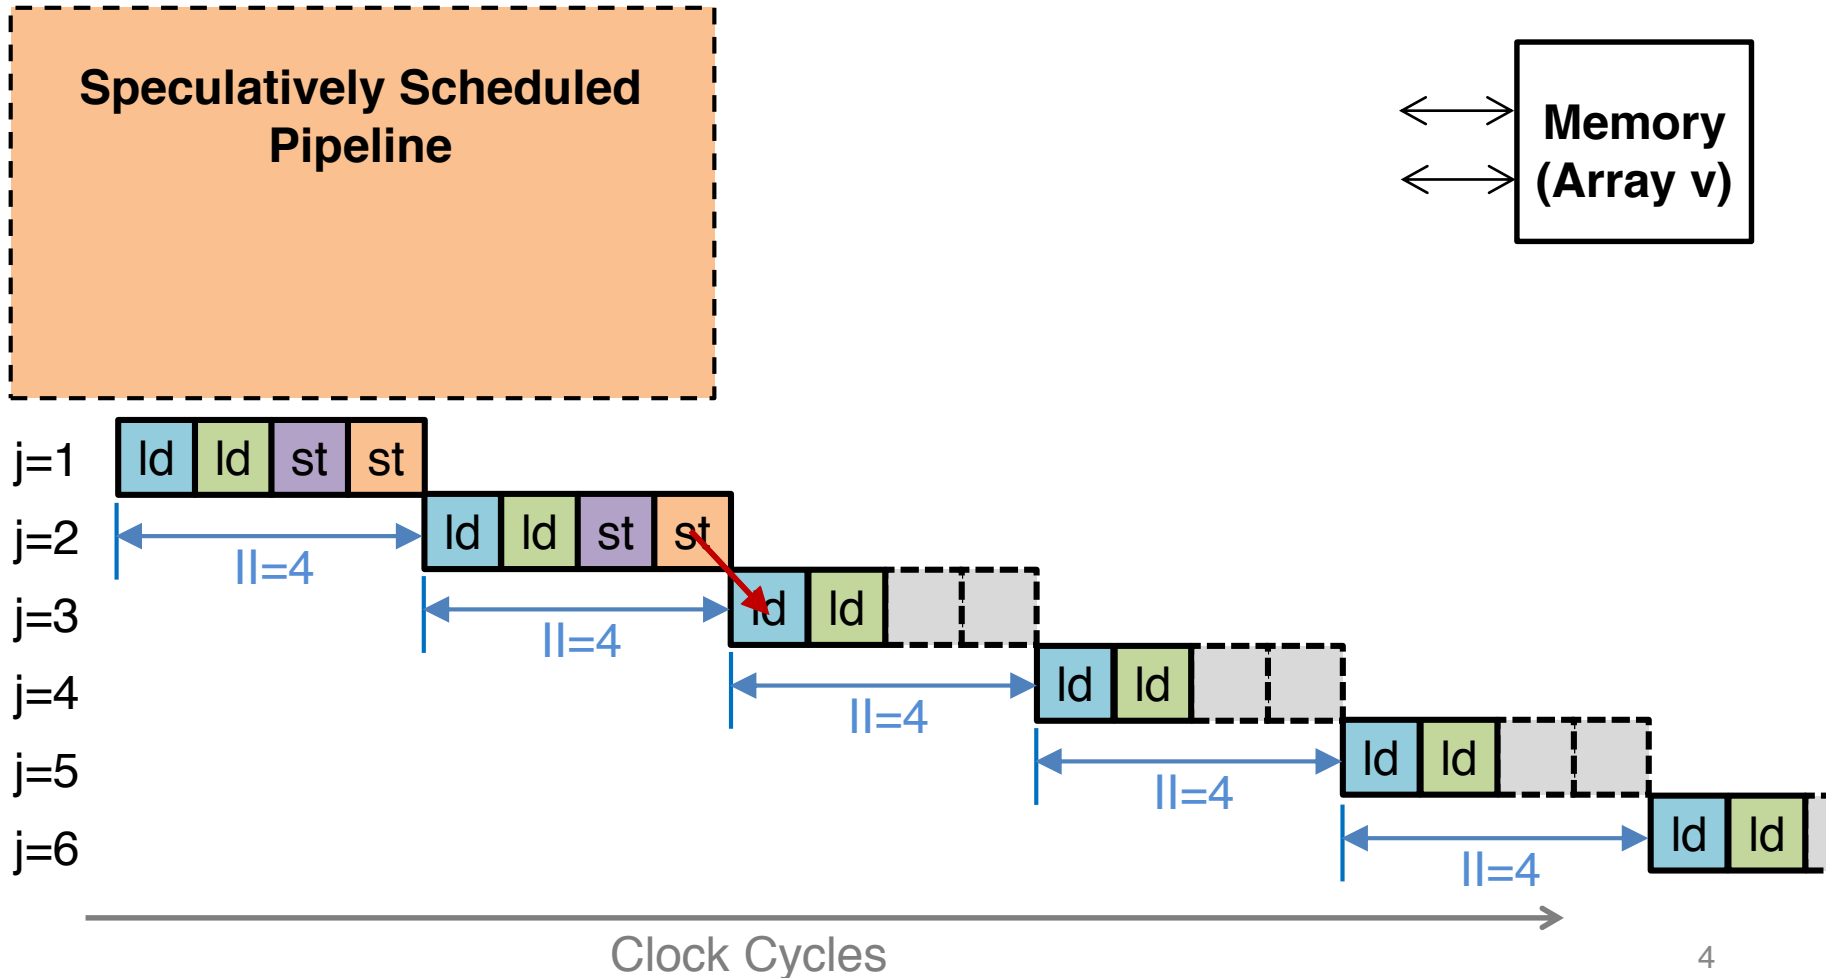 Speculatively Scheduled
Pipeline
Memory
(Array v)
j=1 ld ld st st
j=2 ld ld st st
II=4
j=3 ld ld
II=4
j=4 ld ld
II=4
j=5 ld ld
II=4
j=6 ld ld
II=4
Clock Cycles
4